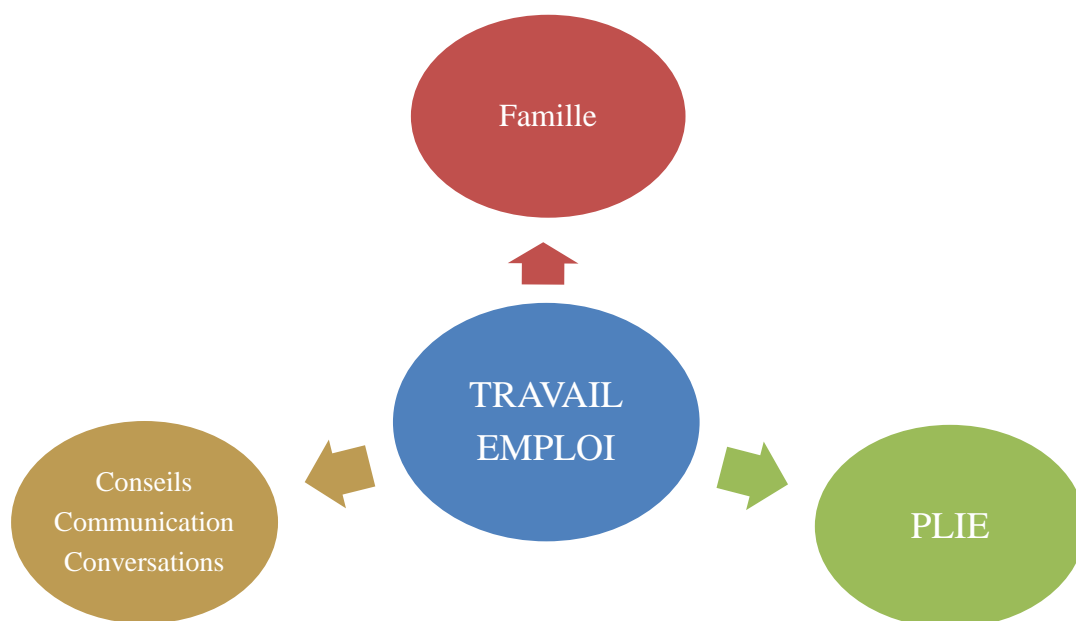 Famille
TRAVAIL
EMPLOI
Conseils
Communication
Conversations
PLIE